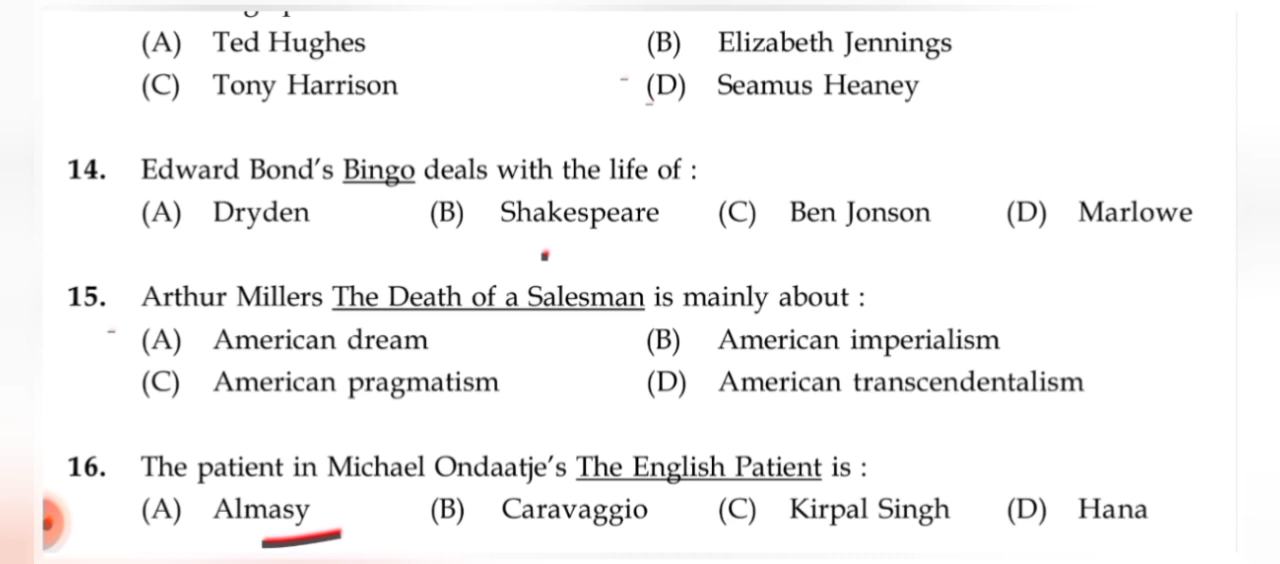 (A) Ted Hughes (B) Elizabeth Jennings
(C) Tony Harrison (D) Seamus Heaney
14. Edward Bond's Bingo deals with the life of :
(A) Dryden (B) Shakespeare (C) Ben Jonson (D) Marlowe
15. Arthur Millers The Death of a Salesman is mainly about :
(A) American dream (B) American imperialism
(C) American pragmatism (D) American transcendentalism
16. The patient in Michael Ondaatje's The English Patient is :
(A) Almasy (B) Caravaggio (C) Kirpal Singh (D) Hana